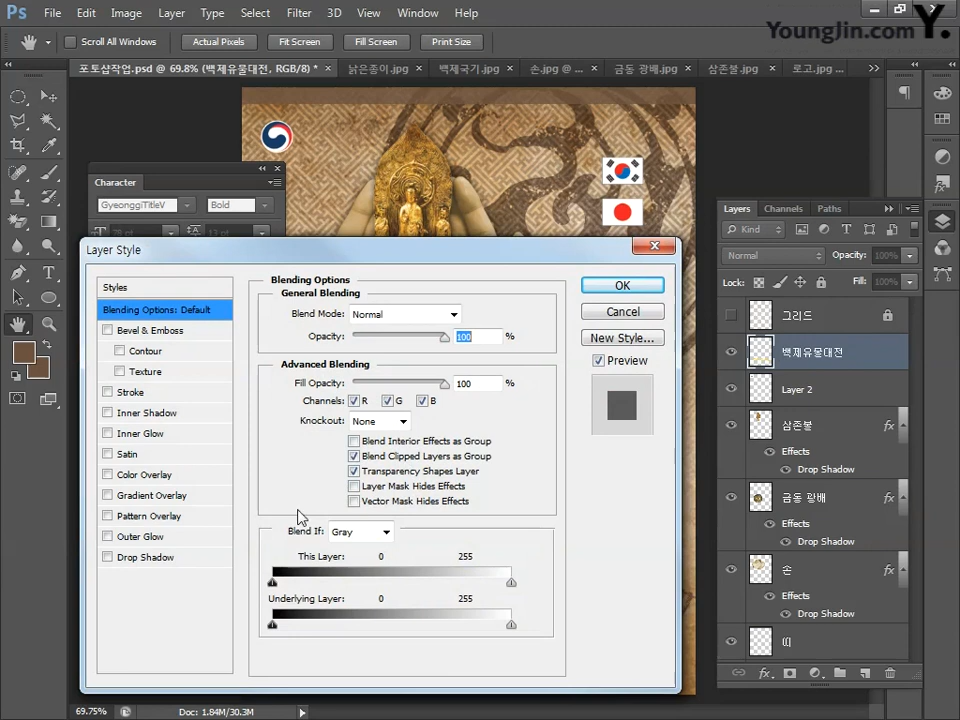 Ps File Edit Image Layer Type Select Filter 3D View Window Help
YoungJin.com Y.
Scroll All Windows Actual Pixels Fit Screen Fill Screen Print Size
포토샵작업.psd @ 69.8% (백제유물대전, RGB/8) * × 낡은종이.jpg × 백제국기.jpg × 손.jpg @ ... × 금동 광배.jpg × 삼존불.jpg × 로고.jpg ... »
Character
GyeonggiTitleV Bold
Layer Style
Styles
Blending Options: Default
Bevel & Emboss
Contour
Texture
Stroke
Inner Shadow
Inner Glow
Satin
Color Overlay
Gradient Overlay
Pattern Overlay
Outer Glow
Drop Shadow
Blending Options
General Blending
Blend Mode: Normal
Opacity: 100 %
Advanced Blending
Fill Opacity: 100 %
Channels: R G B
Knockout: None
Blend Interior Effects as Group
Blend Clipped Layers as Group
Transparency Shapes Layer
Layer Mask Hides Effects
Vector Mask Hides Effects
Blend If: Gray
This Layer: 0 255
Underlying Layer: 0 255
OK
Cancel
New Style...
Preview
Layers Channels Paths
Kind
Normal Opacity: 100%
Lock: Fill: 100%
그리드
백제유물대전
Layer 2
삼존불 fx
Effects
Drop Shadow
금동 광배 fx
Effects
Drop Shadow
손 fx
Effects
Drop Shadow
띠
69.75% Doc: 1.84M/30.3M